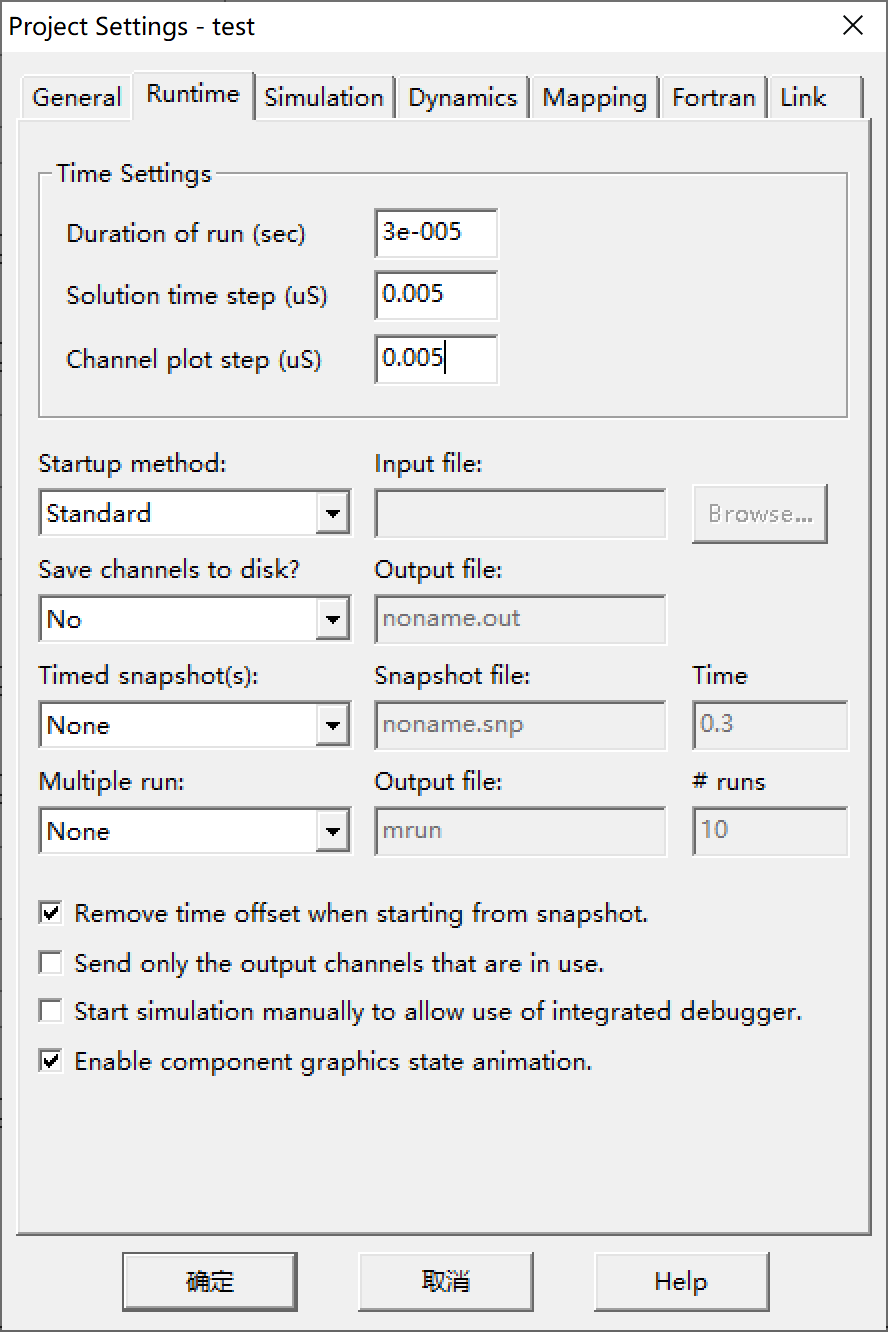 Project Settings - test
General Runtime Simulation Dynamics Mapping Fortran Link
Time Settings
Duration of run (sec) 3e-005
Solution time step (uS) 0.005
Channel plot step (uS) 0.005
Startup method: Input file:
Standard Browse...
Save channels to disk? Output file:
No noname.out
Timed snapshot(s): Snapshot file: Time
None noname.snp 0.3
Multiple run: Output file: # runs
None mrun 10
Remove time offset when starting from snapshot.
Send only the output channels that are in use.
Start simulation manually to allow use of integrated debugger.
Enable component graphics state animation.
确定 取消 Help